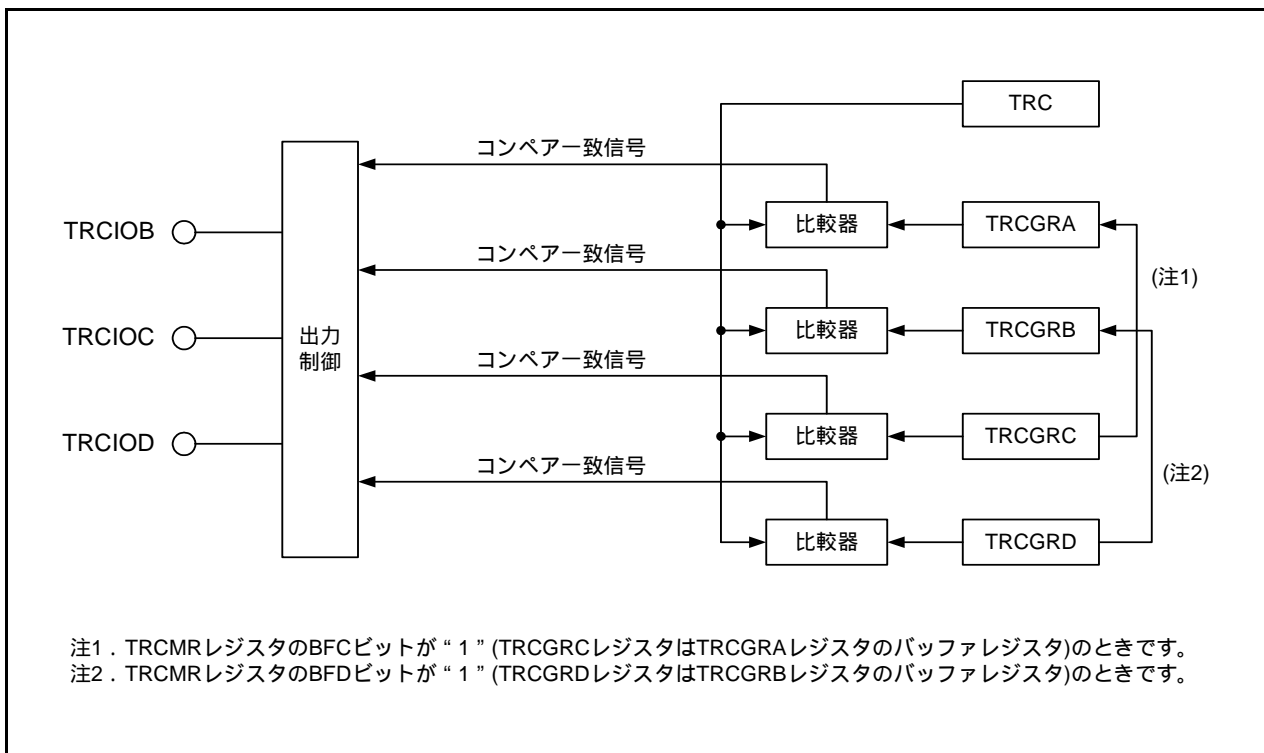 TRC
コンペア一致信号
比較器
TRCGRA
TRCIOB
コンペア一致信号
(注1)
比較器
TRCGRB
TRCIOC
出力
制御
コンペア一致信号
比較器
TRCGRC
TRCIOD
コンペア一致信号
(注2)
比較器
TRCGRD
注1．TRCMRレジスタのBFCビットが“1”(TRCGRCレジスタはTRCGRAレジスタのバッファレジスタ)のときです。
注2．TRCMRレジスタのBFDビットが“1”(TRCGRDレジスタはTRCGRBレジスタのバッファレジスタ)のときです。